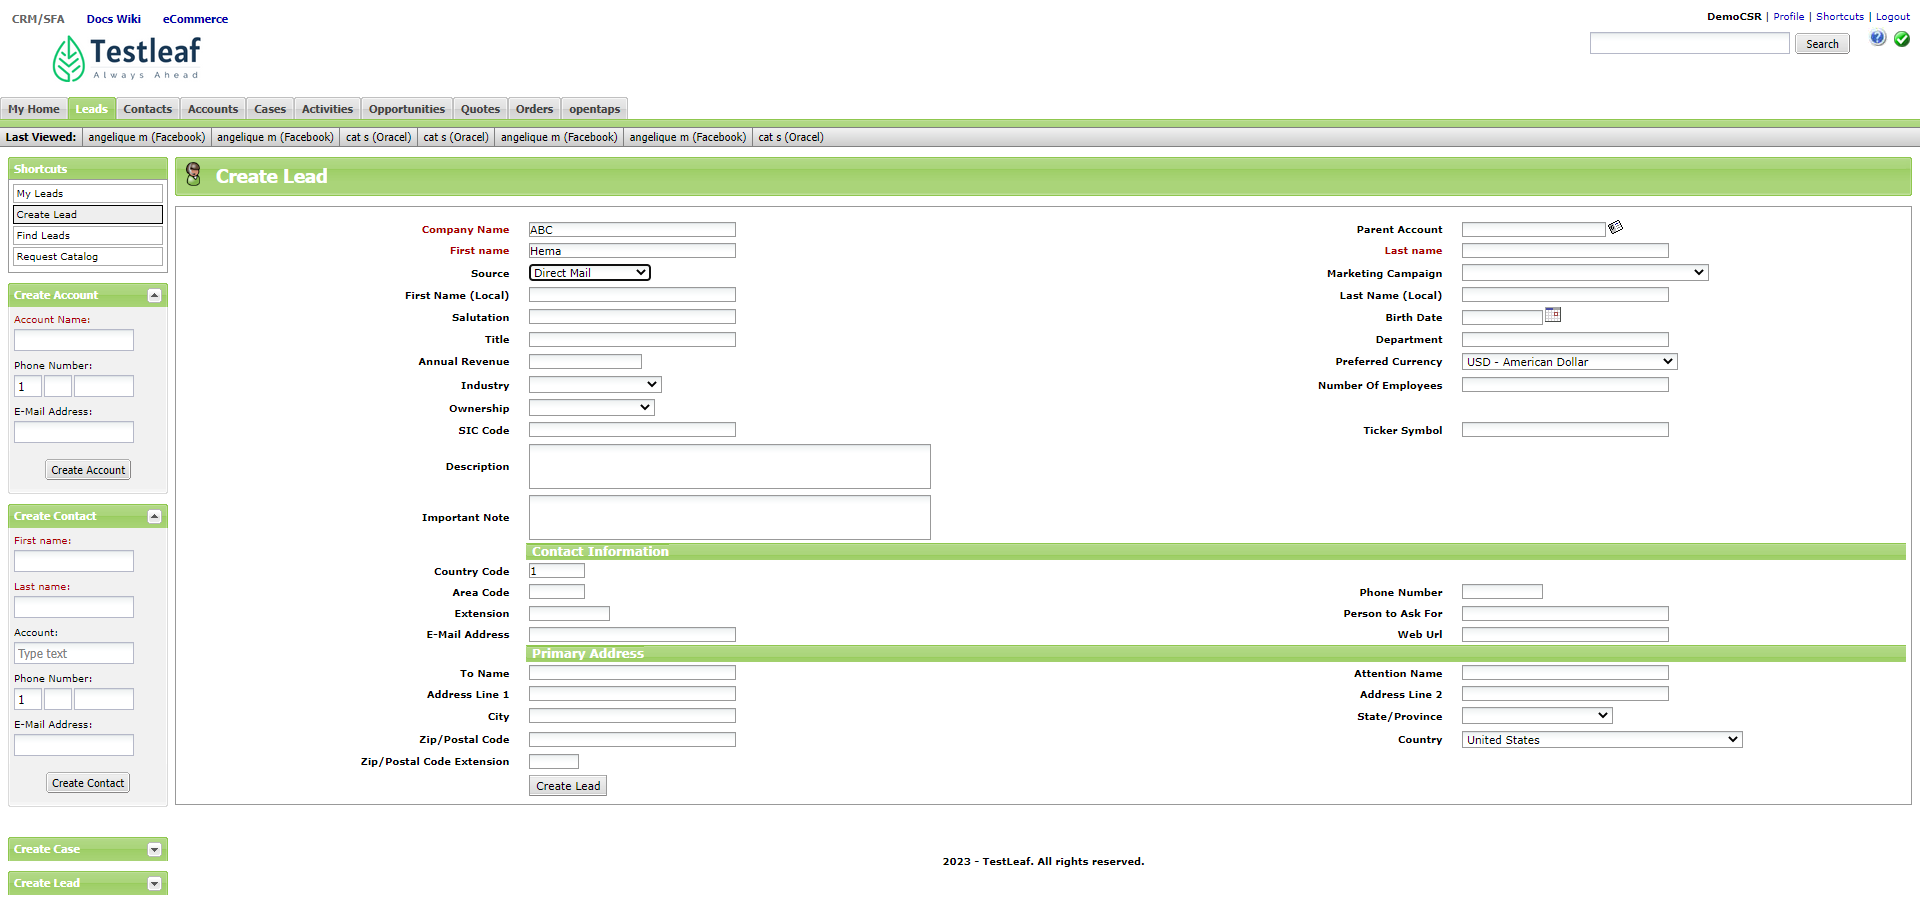 CRM/SFA Docs Wiki eCommerce
DemoCSR | Profile | Shortcuts | Logout
Testleaf
Always Ahead
Search
My Home Leads Contacts Accounts Cases Activities Opportunities Quotes Orders opentaps
Last Viewed: angelique m (Facebook) angelique m (Facebook) cat s (Oracel) cat s (Oracel) angelique m (Facebook) angelique m (Facebook) cat s (Oracel)
Shortcuts
My Leads
Create Lead
Find Leads
Request Catalog
Create Account
Account Name:
Phone Number:
1
E-Mail Address:
Create Account
Create Contact
First name:
Last name:
Account:
Type text
Phone Number:
1
E-Mail Address:
Create Contact
Create Case
Create Lead
Create Lead
Company Name ABC Parent Account
First name Hema Last name
Source Direct Mail Marketing Campaign
First Name (Local) Last Name (Local)
Salutation Birth Date
Title Department
Annual Revenue Preferred Currency USD - American Dollar
Industry Number Of Employees
Ownership
SIC Code Ticker Symbol
Description
Important Note
Contact Information
Country Code 1
Area Code Phone Number
Extension Person to Ask For
E-Mail Address Web Url
Primary Address
To Name Attention Name
Address Line 1 Address Line 2
City State/Province
Zip/Postal Code Country United States
Zip/Postal Code Extension
Create Lead
2023 - TestLeaf. All rights reserved.